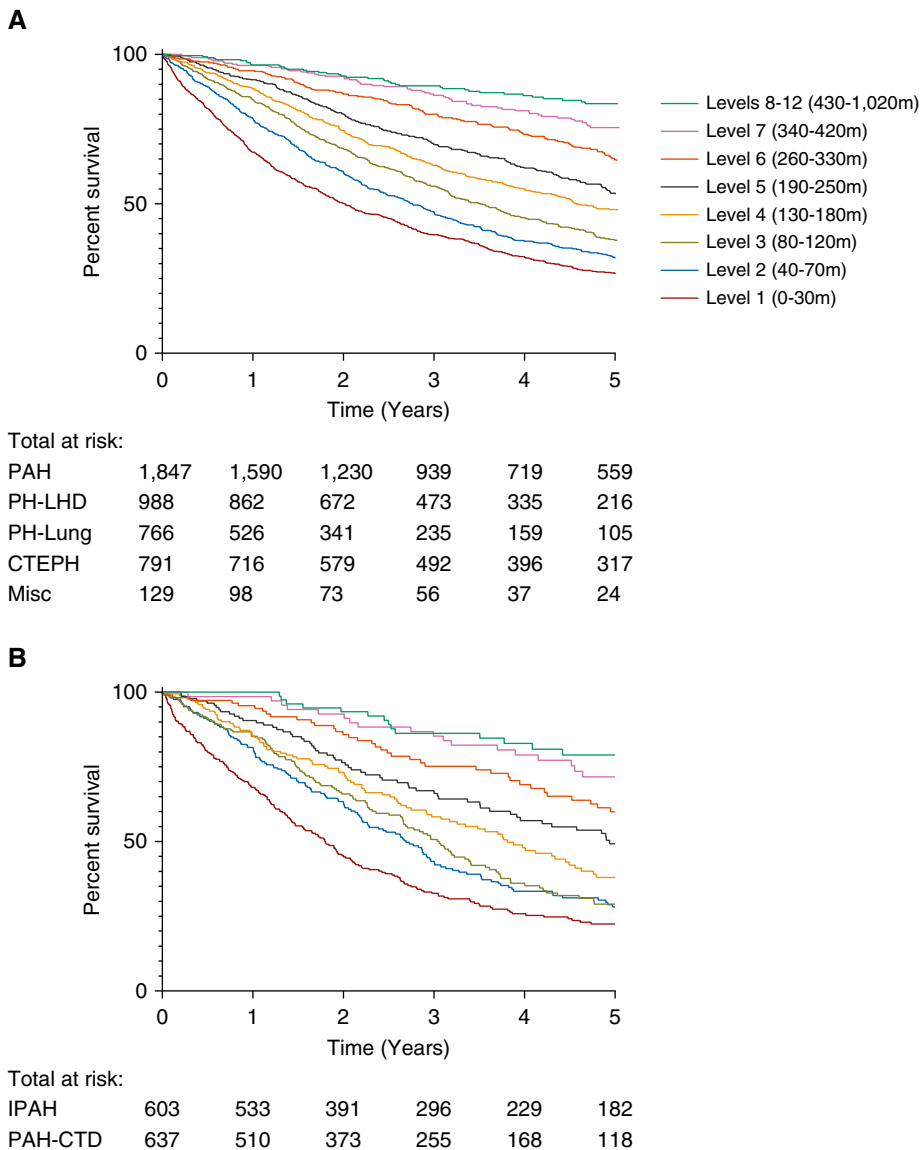 A
100
50
0
Percent survival
0 1 2 3 4 5
Time (Years)
Levels 8-12 (430-1,020m)
Level 7 (340-420m)
Level 6 (260-330m)
Level 5 (190-250m)
Level 4 (130-180m)
Level 3 (80-120m)
Level 2 (40-70m)
Level 1 (0-30m)
Total at risk:
PAH 1,847 1,590 1,230 939 719 559
PH-LHD 988 862 672 473 335 216
PH-Lung 766 526 341 235 159 105
CTEPH 791 716 579 492 396 317
Misc 129 98 73 56 37 24
B
100
50
0
Percent survival
0 1 2 3 4 5
Time (Years)
Total at risk:
IPAH 603 533 391 296 229 182
PAH-CTD 637 510 373 255 168 118